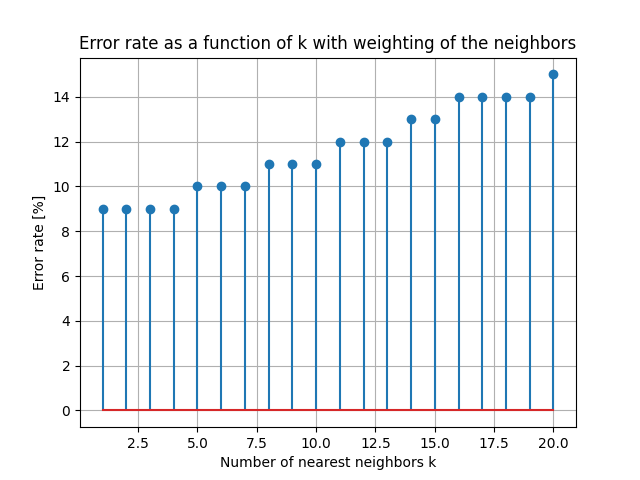 Error rate as a function of k with weighting of the neighbors
14
12
10
8
6
4
2
0
Error rate [%]
2.5 5.0 7.5 10.0 12.5 15.0 17.5 20.0
Number of nearest neighbors k